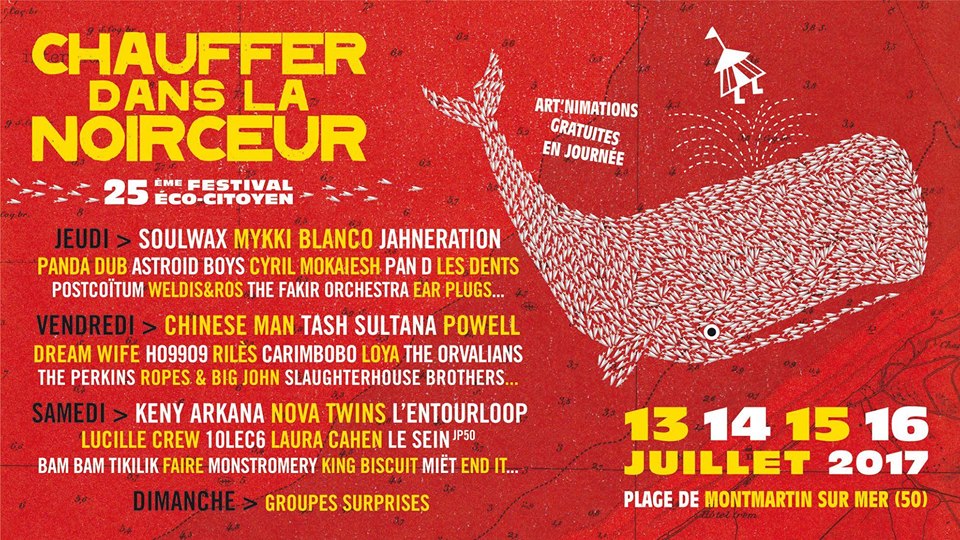 CHAUFFER
DANS LA
NOIRCEUR
25 ÈME FESTIVAL
ÉCO-CITOYEN
ART'NIMATIONS
GRATUITES
EN JOURNÉE
JEUDI > SOULWAX MYKKI BLANCO JAHNERATION
PANDA DUB ASTROID BOYS CYRIL MOKAIESH PAN D LES DENTS
POSTCOÏTUM WELDIS&ROS THE FAKIR ORCHESTRA EAR PLUGS...
VENDREDI > CHINESE MAN TASH SULTANA POWELL
DREAM WIFE HO9909 RILÈS CARIMBOBO LOYA THE ORVALIANS
THE PERKINS ROPES & BIG JOHN SLAUGHTERHOUSE BROTHERS...
SAMEDI > KENY ARKANA NOVA TWINS L'ENTOURLOOP
LUCILLE CREW 10LEC6 LAURA CAHEN LE SEIN JP50
BAM BAM TIKILIK FAIRE MONSTROMERY KING BISCUIT MIËT END IT...
DIMANCHE > GROUPES SURPRISES
13 14 15 16
JUILLET 2017
PLAGE DE MONTMARTIN SUR MER (50)